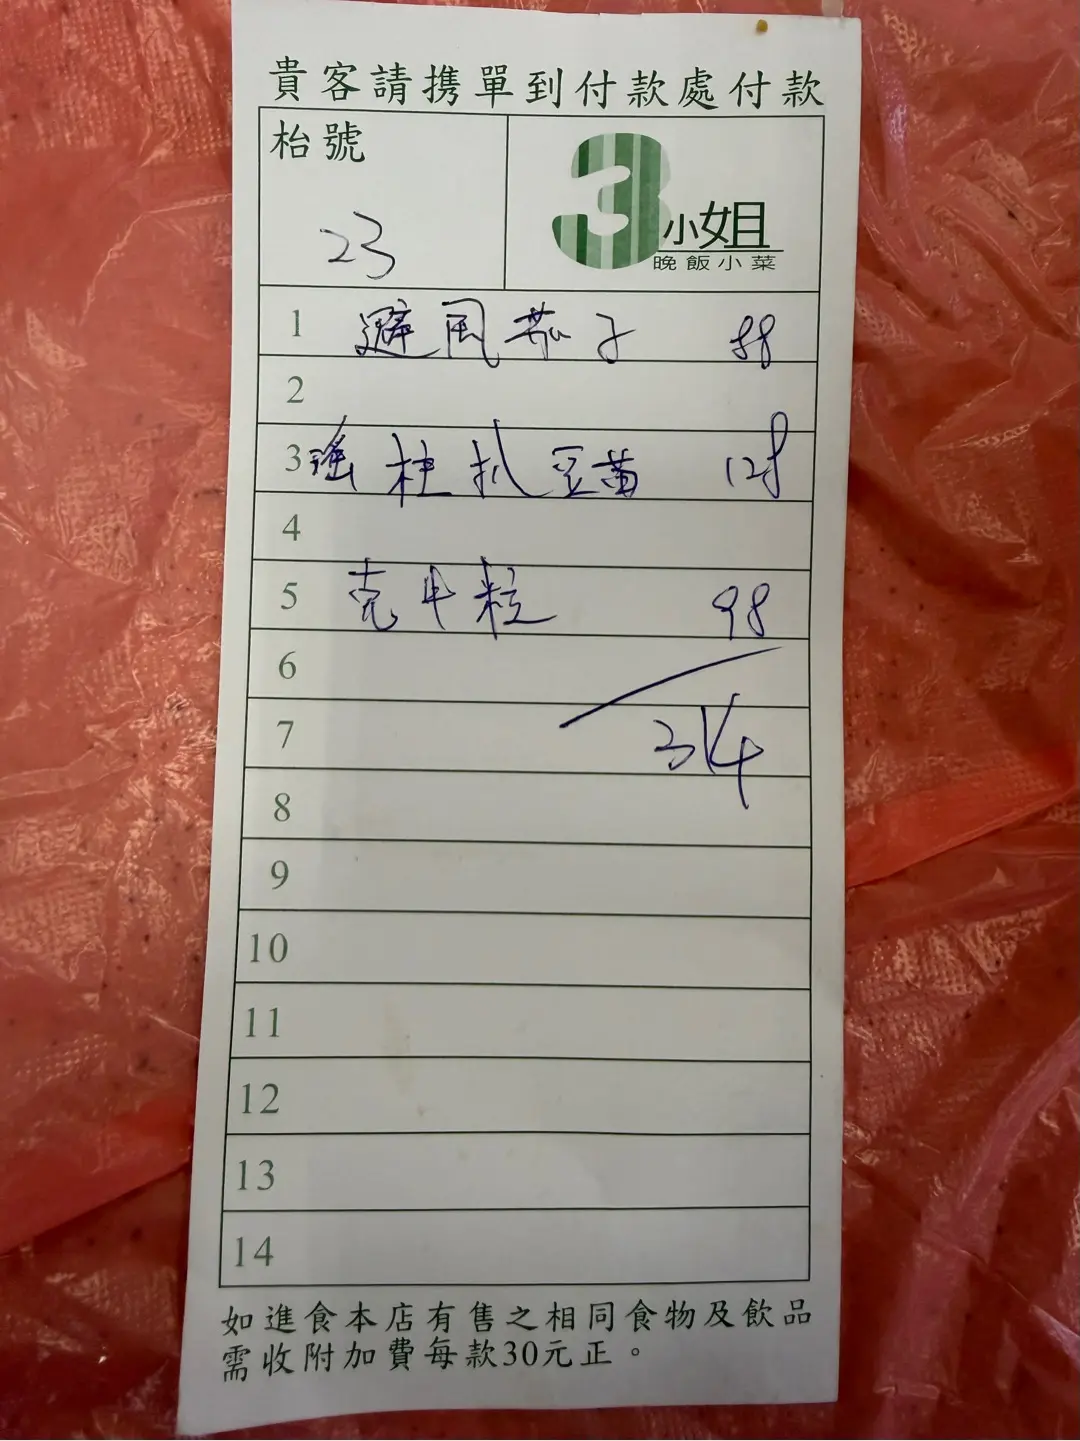 貴客請携單到付款處付款
枱號
23
3小姐
晚飯小菜
1 避風茄子 88
2
3 瑤柱扒豆苗 128
4
5 克牛粒 98
6
7 314
8
9
10
11
12
13
14
如進食本店有售之相同食物及飲品
需收附加費每款30元正。